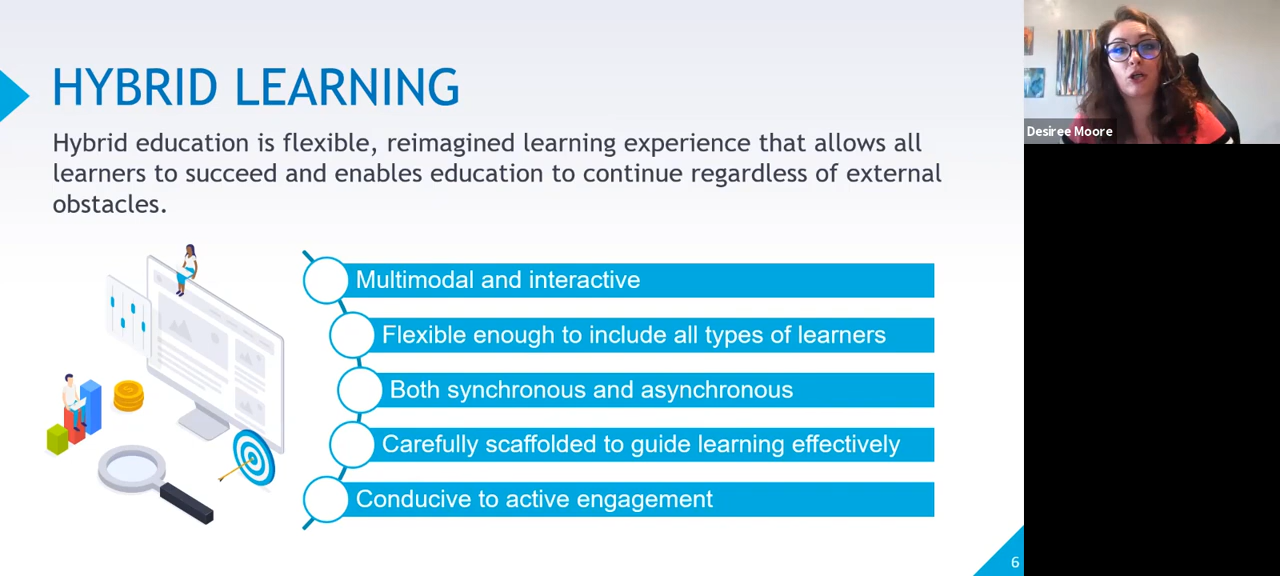 HYBRID LEARNING
Hybrid education is flexible, reimagined learning experience that allows all
learners to succeed and enables education to continue regardless of external
obstacles.
Multimodal and interactive
Flexible enough to include all types of learners
Both synchronous and asynchronous
Carefully scaffolded to guide learning effectively
Conducive to active engagement
6
Desiree Moore